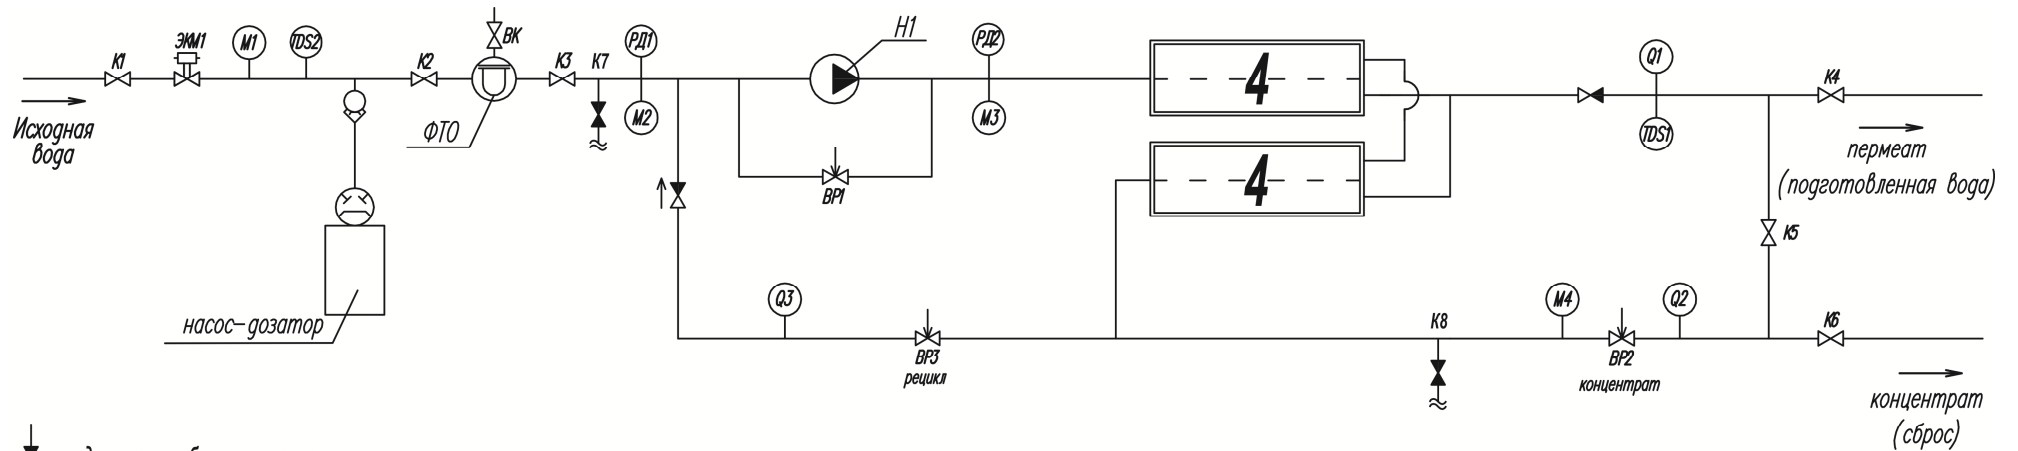 К1
ЭКМ1
М1
TDS2
К2
ВК
ФТО
К3
К7
РД1
М2
Н1
РД2
М3
ВР1
4
4
Q1
TDS1
К4
Исходная
вода
пермеат
(подготовленная вода)
К5
насос-дозатор
Q3
ВР3
рецикл
К8
М4
Q2
ВР2
концентрат
К6
концентрат
(сброс)